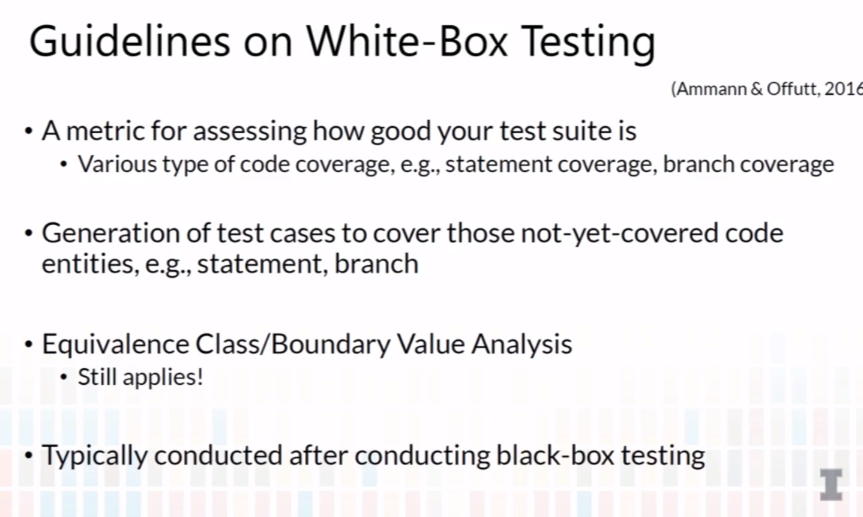 Guidelines on White-Box Testing
(Ammann & Offutt, 2016
• A metric for assessing how good your test suite is
• Various type of code coverage, e.g., statement coverage, branch coverage
• Generation of test cases to cover those not-yet-covered code
entities, e.g., statement, branch
• Equivalence Class/Boundary Value Analysis
• Still applies!
• Typically conducted after conducting black-box testing
I